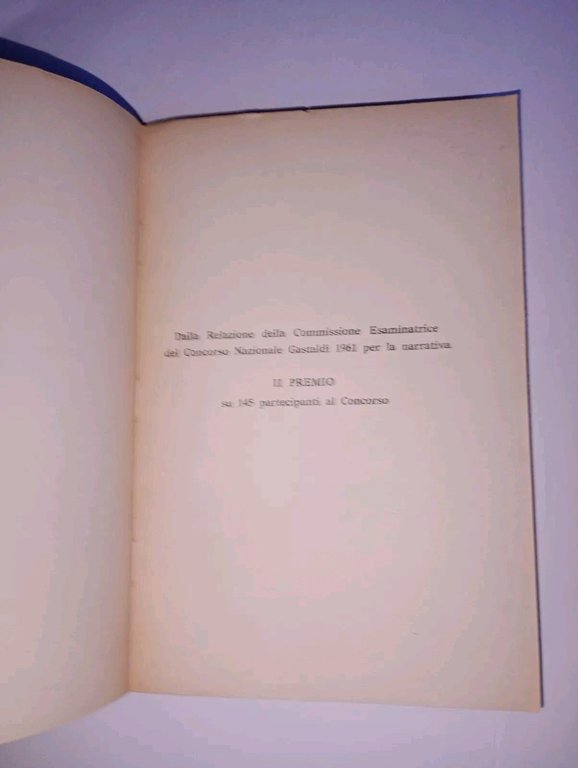 Dalla Relazione della Commissione Esaminatrice
del Concorso Nazionale Gastaldi 1961 per la narrativa
II PREMIO
su 145 partecipanti al Concorso